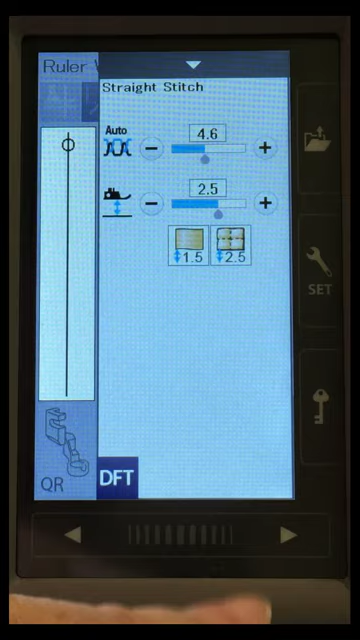 Ruler W
Straight Stitch
Auto
4.6
2.5
1.5
2.5
SET
QR
DFT